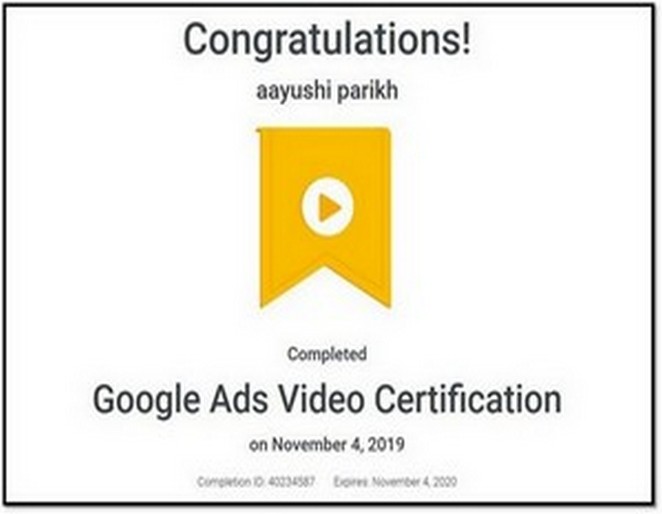 Congratulations!
aayushi parikh
Completed
Google Ads Video Certification
on November 4, 2019
Completion ID: 40234587 Expires: November 4, 2020